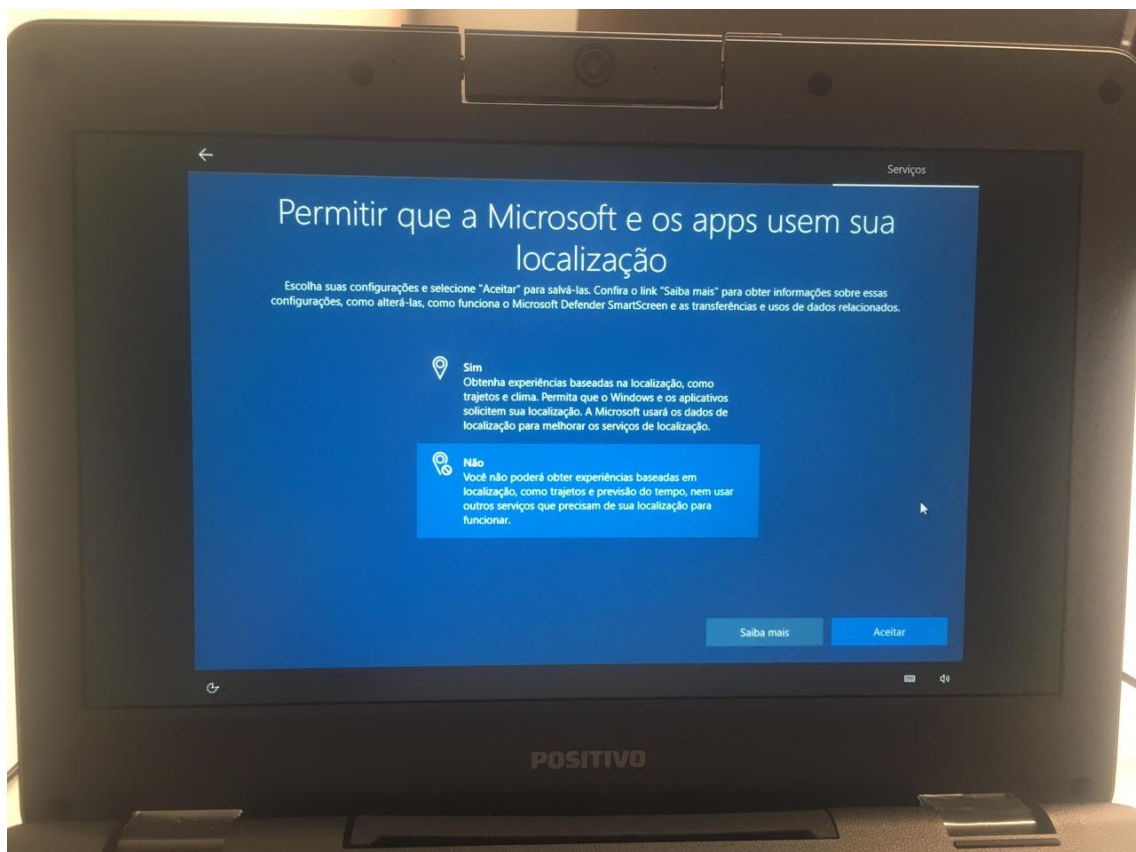 Serviços
Permitir que a Microsoft e os apps usem sua
localização
Escolha suas configurações e selecione "Aceitar" para salvá-las. Confira o link "Saiba mais" para obter informações sobre essas
configurações, como alterá-las, como funciona o Microsoft Defender SmartScreen e as transferências e usos de dados relacionados.
Sim
Obtenha experiências baseadas na localização, como
trajetos e clima. Permita que o Windows e os aplicativos
solicitem sua localização. A Microsoft usará os dados de
localização para melhorar os serviços de localização.
Não
Você não poderá obter experiências baseadas em
localização, como trajetos e previsão do tempo, nem usar
outros serviços que precisam de sua localização para
funcionar.
Saiba mais
Aceitar
POSITIVO